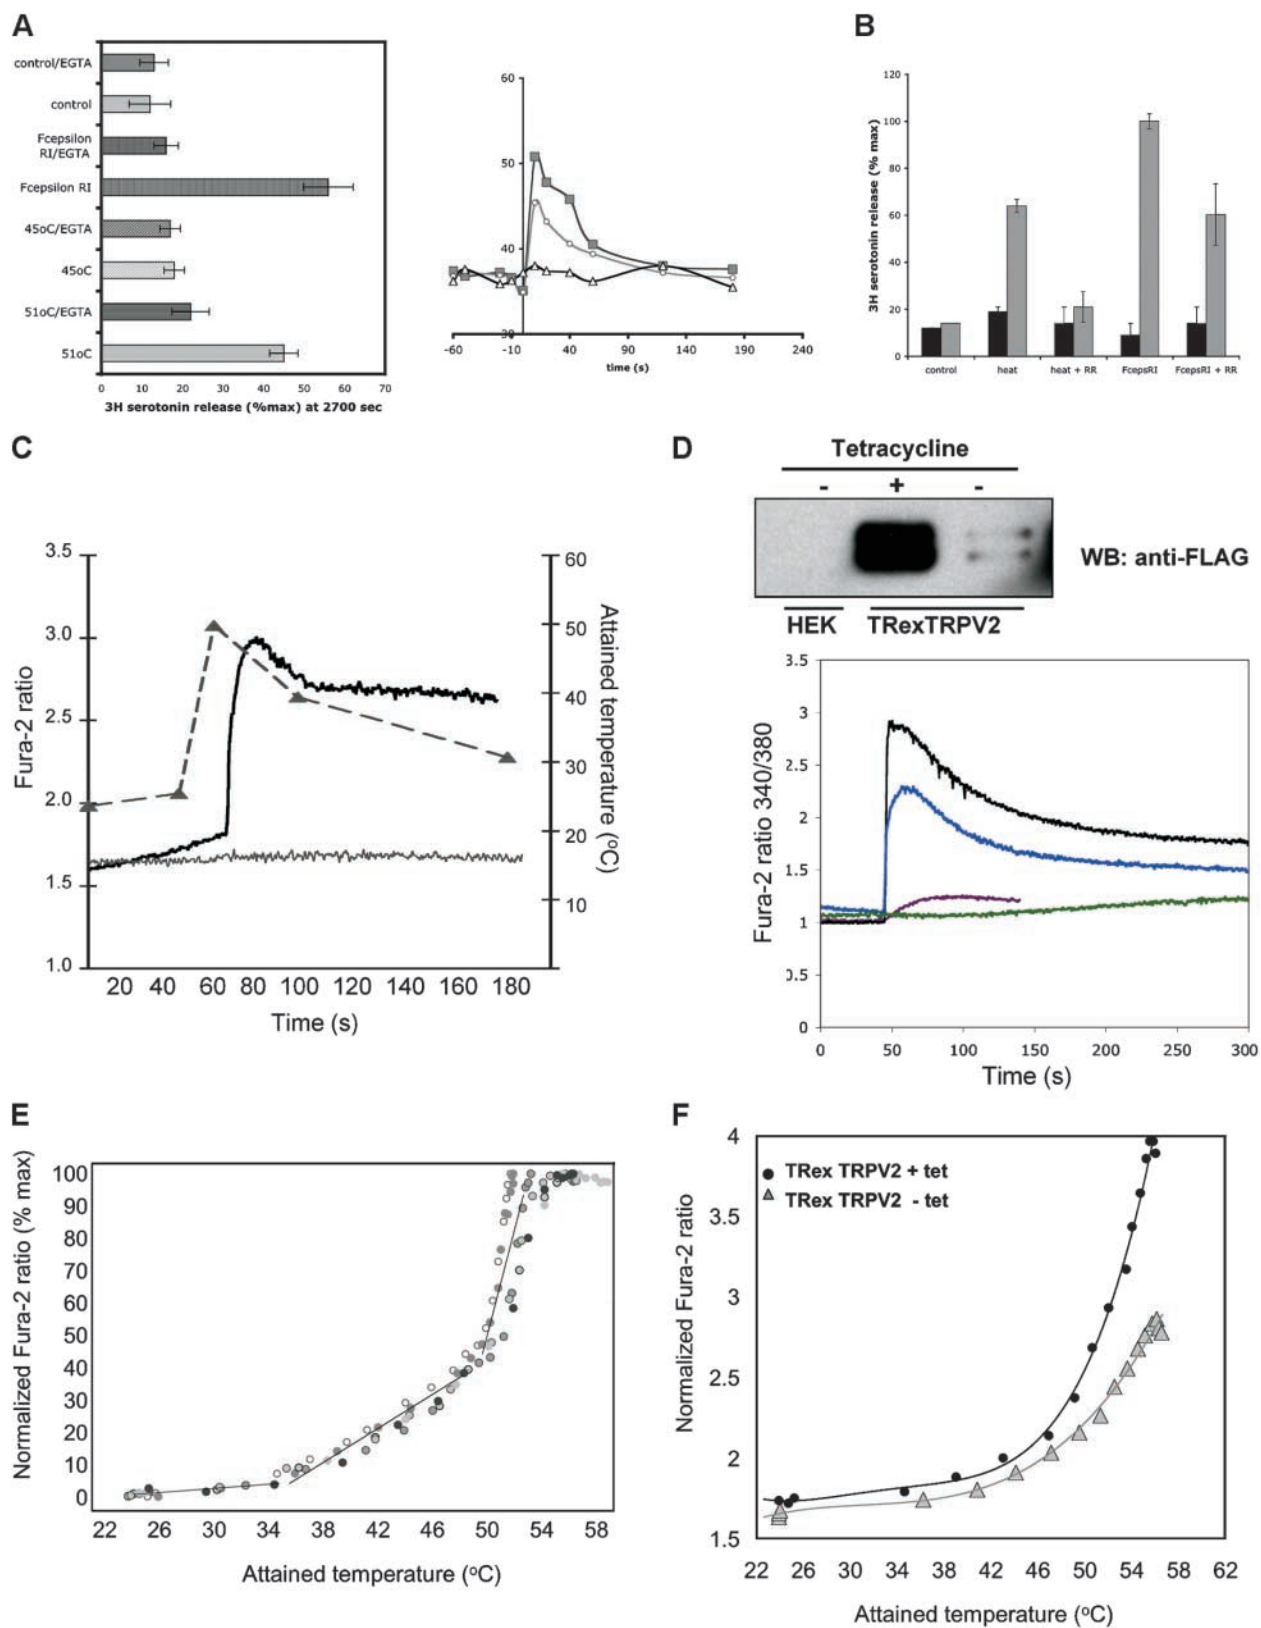 A
control/EGTA
control
Fcepsilon
RI/EGTA
Fcepsilon RI
45oC/EGTA
45oC
51oC/EGTA
51oC
0 10 20 30 40 50 60 70
3H serotonin release (%max) at 2700 sec
60
50
40
30
-60 -10 40 90 140 190 240
time (s)
B
3H serotonin release (% max)
120
100
80
60
40
20
0
control heat heat + RR FcepsRI FcepsRI + RR
C
Fura-2 ratio
3.5
3.0
2.5
2.0
1.5
1.0
60
50
40
30
20
10
Attained temperature (oC)
20 40 60 80 100 120 140 160 180
Time (s)
D
Tetracycline
- + -
WB: anti-FLAG
HEK TRexTRPV2
Fura-2 ratio 340/380
3.5
3
2.5
2
1.5
1
0.5
0
0 50 100 150 200 250 300
Time (s)
E
Normalized Fura-2 ratio (% max)
100
90
80
70
60
50
40
30
20
10
0
22 26 30 34 38 42 46 50 54 58
Attained temperature (oC)
F
Normalized Fura-2 ratio
4
3.5
3
2.5
2
1.5
TRex TRPV2 + tet
TRex TRPV2 - tet
22 26 30 34 38 42 46 50 54 58 62
Attained temperature (oC)